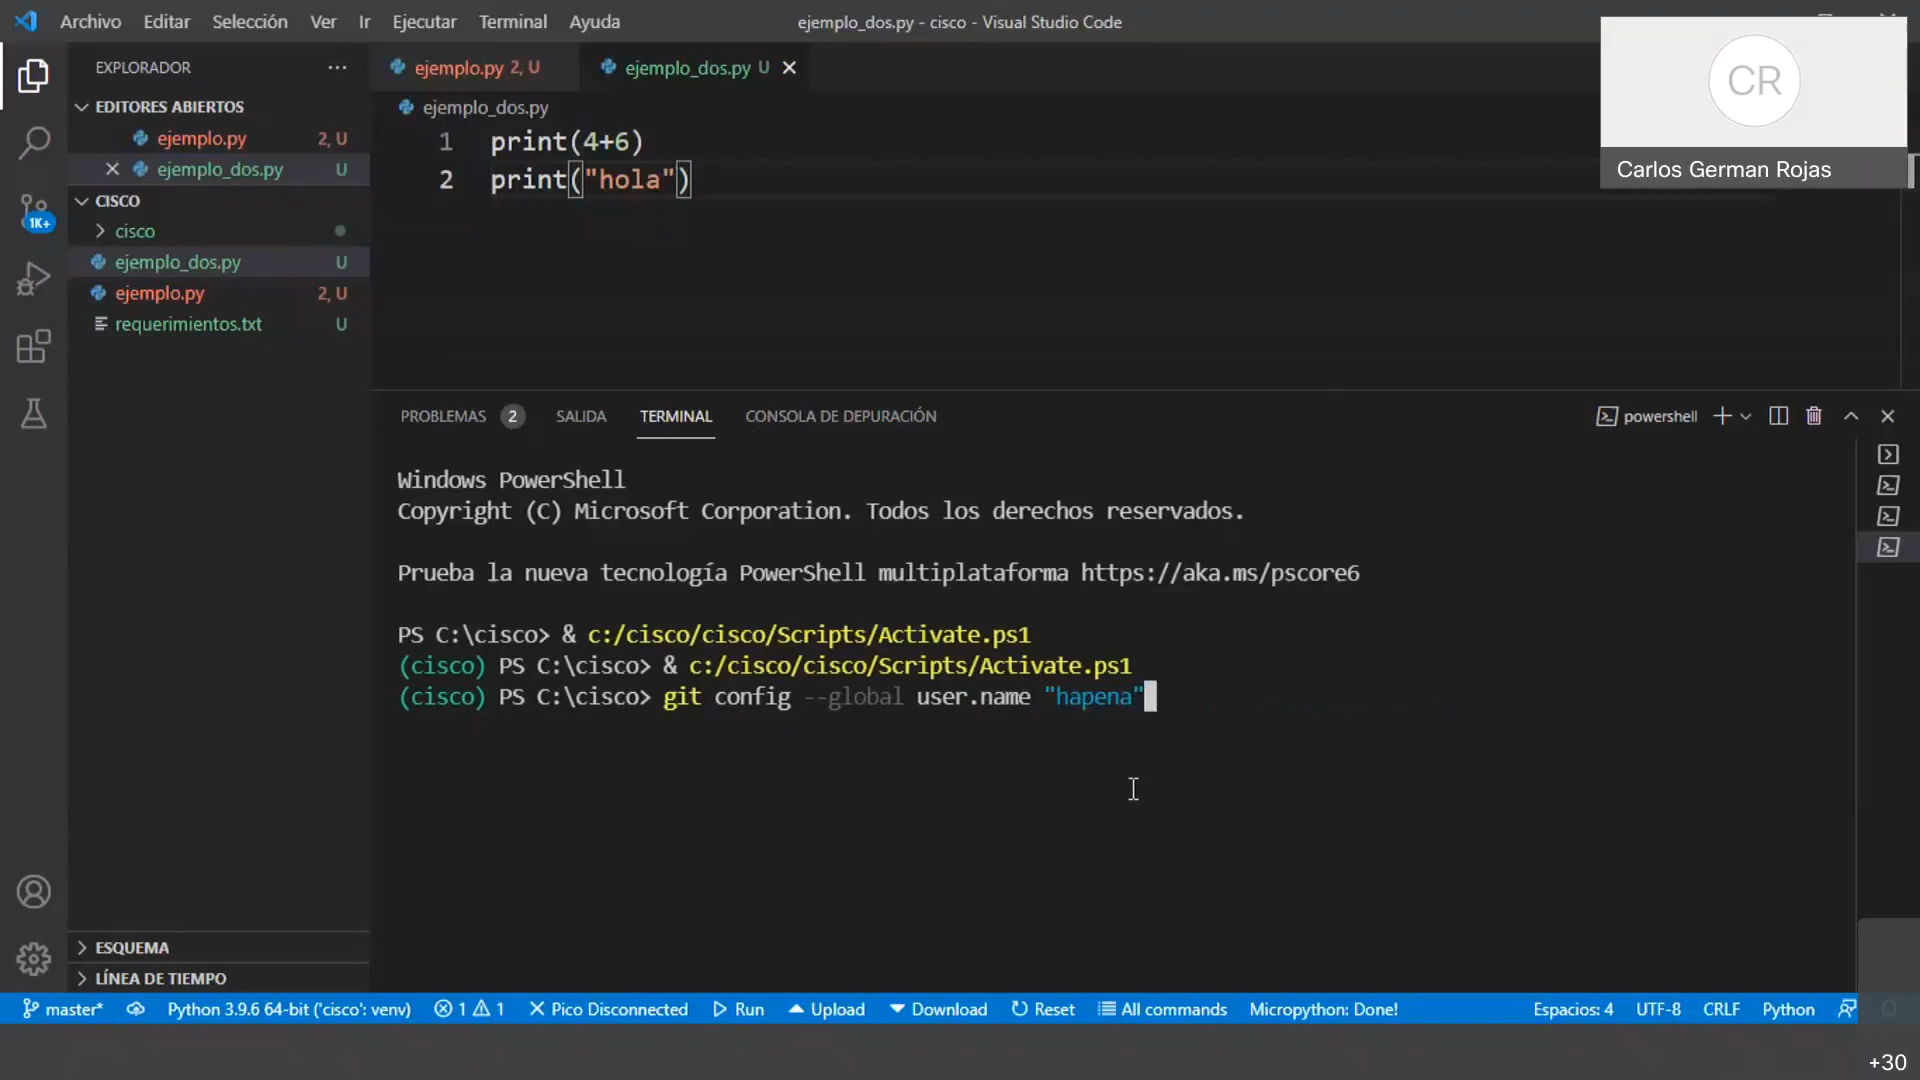 Archivo Editar Selección Ver Ir Ejecutar Terminal Ayuda
ejemplo_dos.py - cisco - Visual Studio Code
CR
Carlos German Rojas
EXPLORADOR ···
EDITORES ABIERTOS
ejemplo.py 2, U
ejemplo_dos.py U
CISCO
cisco
ejemplo_dos.py U
ejemplo.py 2, U
requerimientos.txt U
1K+
ESQUEMA
LÍNEA DE TIEMPO
ejemplo.py 2, U
ejemplo_dos.py U
ejemplo_dos.py
1 print(4+6)
2 print("hola")
PROBLEMAS 2 SALIDA TERMINAL CONSOLA DE DEPURACIÓN
powershell
Windows PowerShell
Copyright (C) Microsoft Corporation. Todos los derechos reservados.
Prueba la nueva tecnología PowerShell multiplataforma https://aka.ms/pscore6
PS C:\cisco> & c:/cisco/cisco/Scripts/Activate.ps1
(cisco) PS C:\cisco> & c:/cisco/cisco/Scripts/Activate.ps1
(cisco) PS C:\cisco> git config --global user.name "hapena"
master* Python 3.9.6 64-bit ('cisco': venv) 1 1 Pico Disconnected Run Upload Download Reset All commands Micropython: Done! Espacios: 4 UTF-8 CRLF Python
+30